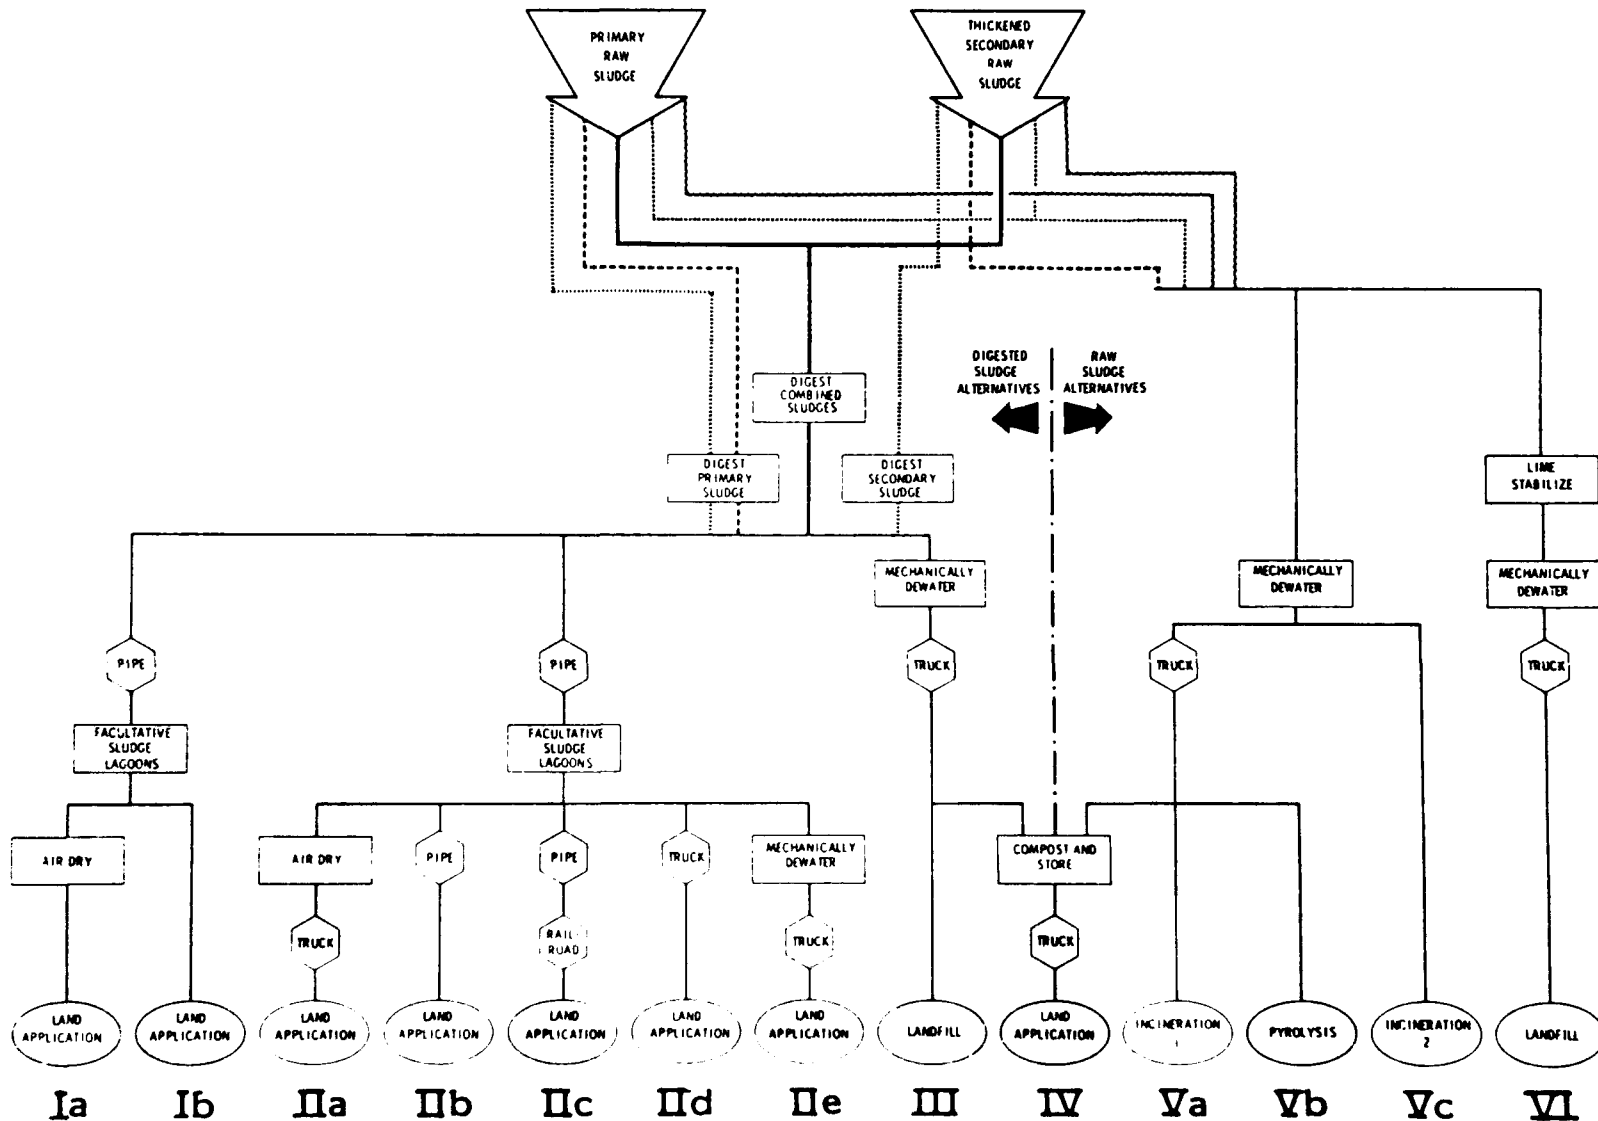 PRIMARY
RAW
SLUDGE
THICKENED
SECONDARY
RAW
SLUDGE
DIGESTED
SLUDGE
ALTERNATIVES
RAW
SLUDGE
ALTERNATIVES
DIGEST
COMBINED
SLUDGES
DIGEST
PRIMARY
SLUDGE
DIGEST
SECONDARY
SLUDGE
LIME
STABILIZE
MECHANICALLY
DEWATER
MECHANICALLY
DEWATER
MECHANICALLY
DEWATER
PIPE
PIPE
TRUCK
TRUCK
TRUCK
FACULTATIVE
SLUDGE
LAGOONS
FACULTATIVE
SLUDGE
LAGOONS
AIR DRY
AIR DRY
PIPE
PIPE
TRUCK
MECHANICALLY
DEWATER
COMPOST AND
STORE
TRUCK
RAIL-
ROAD
TRUCK
TRUCK
LAND
APPLICATION
LAND
APPLICATION
LAND
APPLICATION
LAND
APPLICATION
LAND
APPLICATION
LAND
APPLICATION
LAND
APPLICATION
LANDFILL
LAND
APPLICATION
INCINERATION
1
PYROLYSIS
INCINERATION
2
LANDFILL
Ia Ib IIa IIb IIc IId IIe III IV Va Vb Vc VI